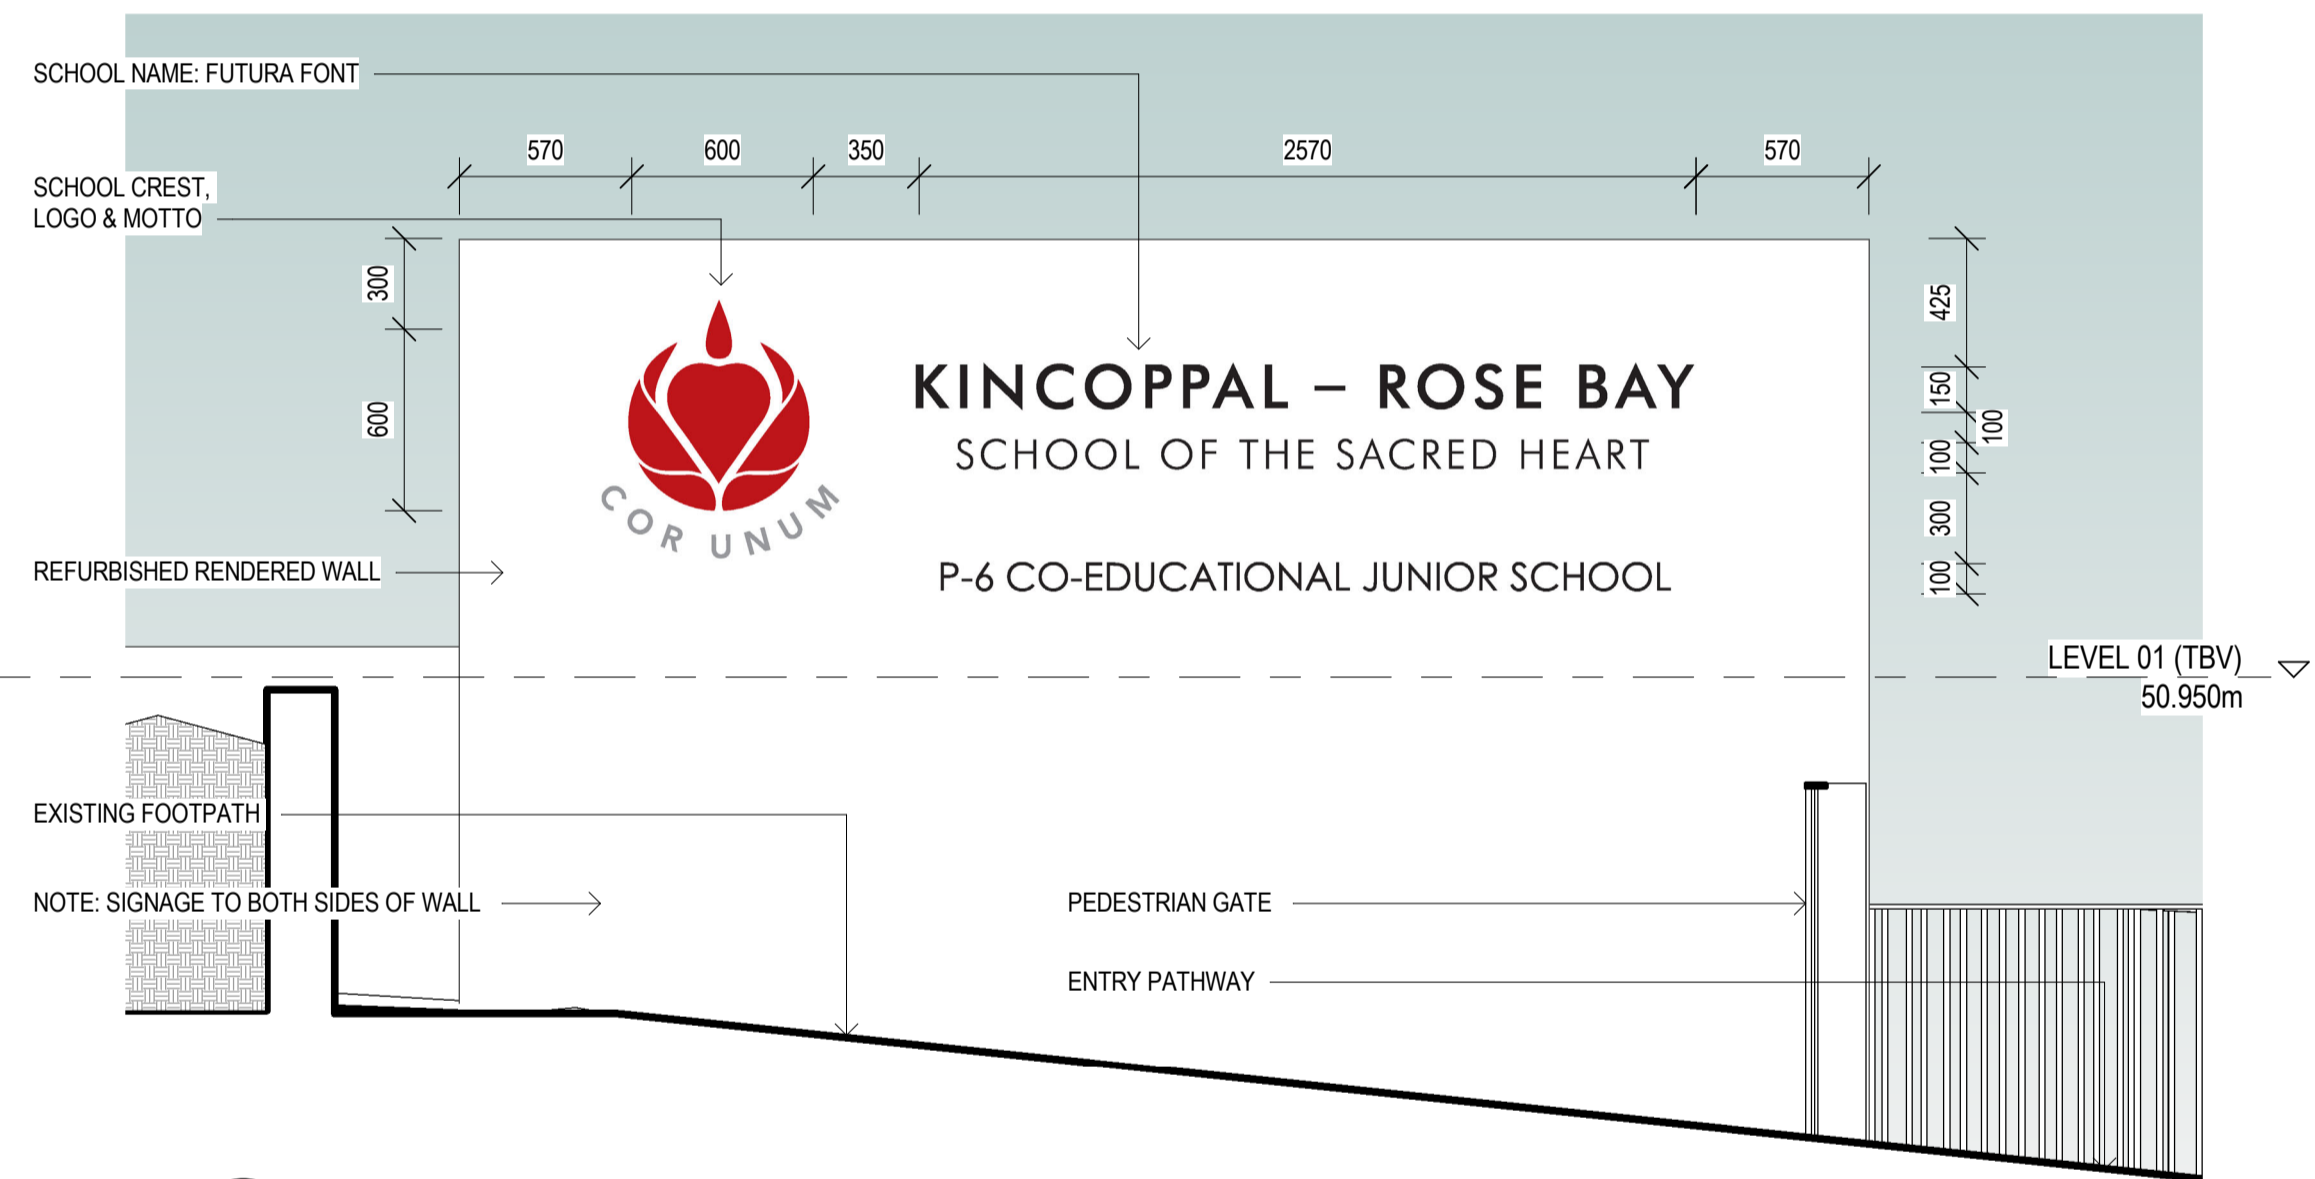 SCHOOL NAME: FUTURA FONT
570 600 350 2570 570
SCHOOL CREST,
LOGO & MOTTO
300
600
425
150
100
100
300
100
KINCOPPAL – ROSE BAY
SCHOOL OF THE SACRED HEART
COR UNUM
P-6 CO-EDUCATIONAL JUNIOR SCHOOL
REFURBISHED RENDERED WALL
LEVEL 01 (TBV)
50.950m
EXISTING FOOTPATH
NOTE: SIGNAGE TO BOTH SIDES OF WALL
PEDESTRIAN GATE
ENTRY PATHWAY